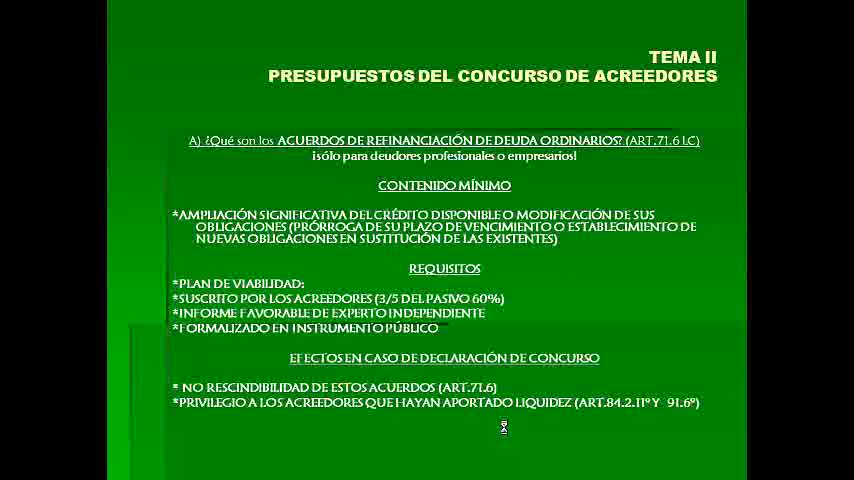 TEMA II
PRESUPUESTOS DEL CONCURSO DE ACREEDORES
A) ¿Qué son los ACUERDOS DE REFINANCIACIÓN DE DEUDA ORDINARIOS? (ART.71.6 LC)
¡sólo para deudores profesionales o empresarios!
CONTENIDO MÍNIMO
*AMPLIACIÓN SIGNIFICATIVA DEL CRÉDITO DISPONIBLE O MODIFICACIÓN DE SUS
OBLIGACIONES (PRÓRROGA DE SU PLAZO DE VENCIMIENTO O ESTABLECIMIENTO DE
NUEVAS OBLIGACIONES EN SUSTITUCIÓN DE LAS EXISTENTES)
REQUISITOS
*PLAN DE VIABILIDAD:
*SUSCRITO POR LOS ACREEDORES (3/5 DEL PASIVO 60%)
*INFORME FAVORABLE DE EXPERTO INDEPENDIENTE
*FORMALIZADO EN INSTRUMENTO PÚBLICO
EFECTOS EN CASO DE DECLARACIÓN DE CONCURSO
* NO RESCINDIBILIDAD DE ESTOS ACUERDOS (ART.71.6)
*PRIVILEGIO A LOS ACREEDORES QUE HAYAN APORTADO LIQUIDEZ (ART.84.2.11º Y 91.6º)